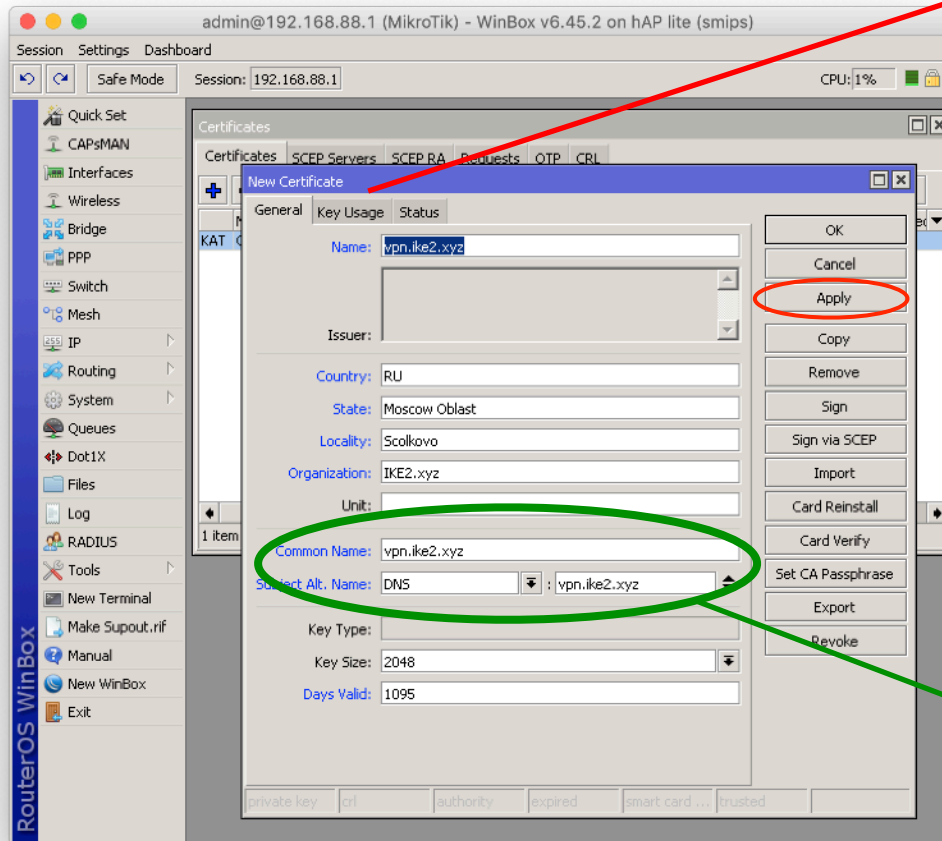 admin@192.168.88.1 (MikroTik) - WinBox v6.45.2 on hAP lite (smips)
Session Settings Dashboard
Safe Mode Session: 192.168.88.1 CPU: 1%
Quick Set
CAPsMAN
Interfaces
Wireless
Bridge
PPP
Switch
Mesh
IP
Routing
System
Queues
Dot1X
Files
Log
RADIUS
Tools
New Terminal
Make Supout.rif
Manual
New WinBox
Exit
RouterOS WinBox
Certificates
Certificates SCEP Servers SCEP RA Requests OTP CRL
KAT
1 item
New Certificate
General Key Usage Status
Name: vpn.ike2.xyz
Issuer:
Country: RU
State: Moscow Oblast
Locality: Scolkovo
Organization: IKE2.xyz
Unit:
Common Name: vpn.ike2.xyz
Subject Alt. Name: DNS : vpn.ike2.xyz
Key Type:
Key Size: 2048
Days Valid: 1095
OK
Cancel
Apply
Copy
Remove
Sign
Sign via SCEP
Import
Card Reinstall
Card Verify
Set CA Passphrase
Export
Revoke
private key crl authority expired smart card ... trusted